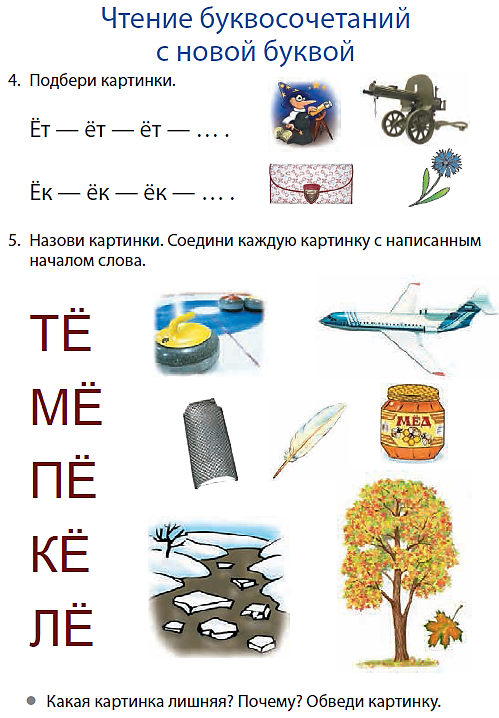 Чтение буквосочетаний
с новой буквой
4. Подбери картинки.
Ёт — ёт — ёт — ... .
Ёк — ёк — ёк — ... .
5. Назови картинки. Соедини каждую картинку с написанным
началом слова.
ТЁ
МЁ
МЁД
ПЁ
КЁ
ЛЁ
• Какая картинка лишняя? Почему? Обведи картинку.